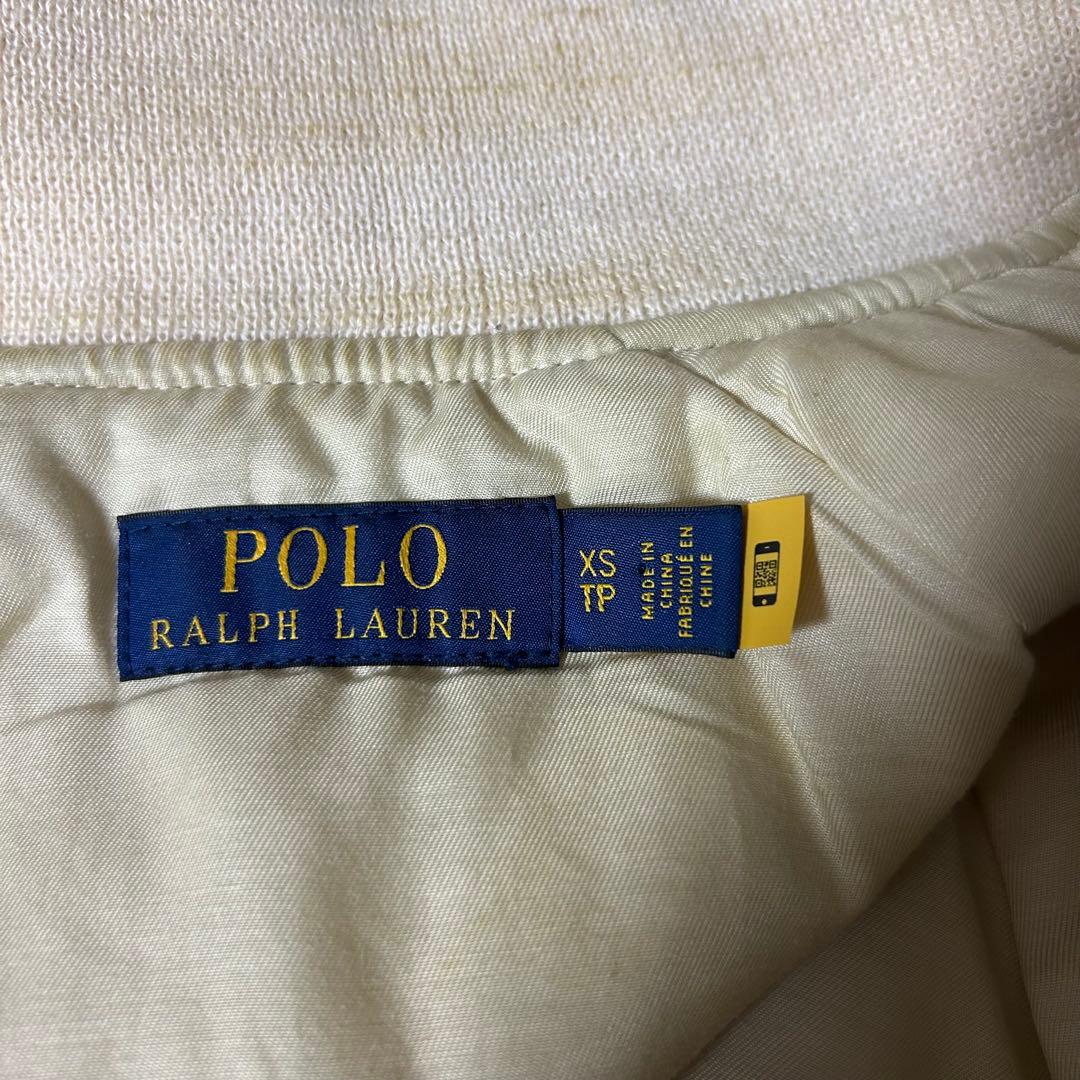 POLO
RALPH LAUREN
XS
TP
MADE IN
CHINA
FABRIQUÉ EN
CHINE